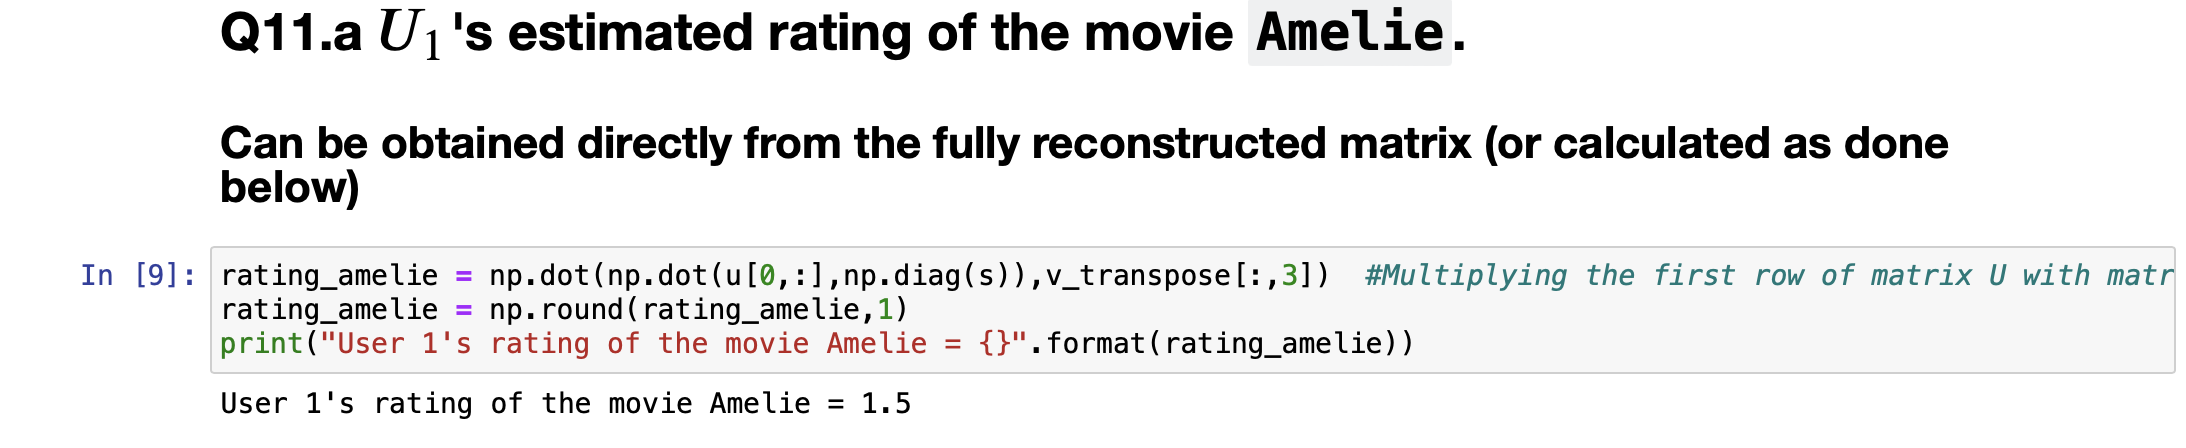 Q11.a U₁'s estimated rating of the movie Amelie.
Can be obtained directly from the fully reconstructed matrix (or calculated as done
below)
In [9]: rating_amelie = np.dot(np.dot(u[0,:],np.diag(s)),v_transpose[:,3])  #Multiplying the first row of matrix U with matr
rating_amelie = np.round(rating_amelie,1)
print("User 1's rating of the movie Amelie = {}".format(rating_amelie))
User 1's rating of the movie Amelie = 1.5